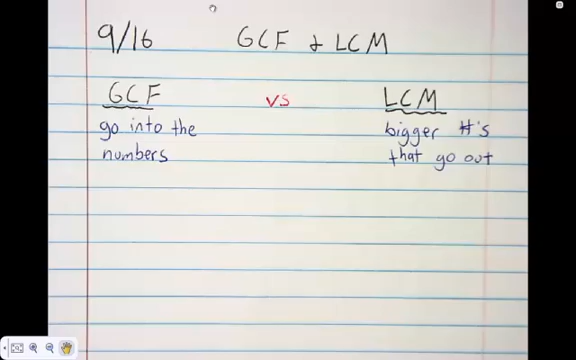 9/16 GCF & LCM
GCF vs LCM
go into the bigger #'s
numbers that go out